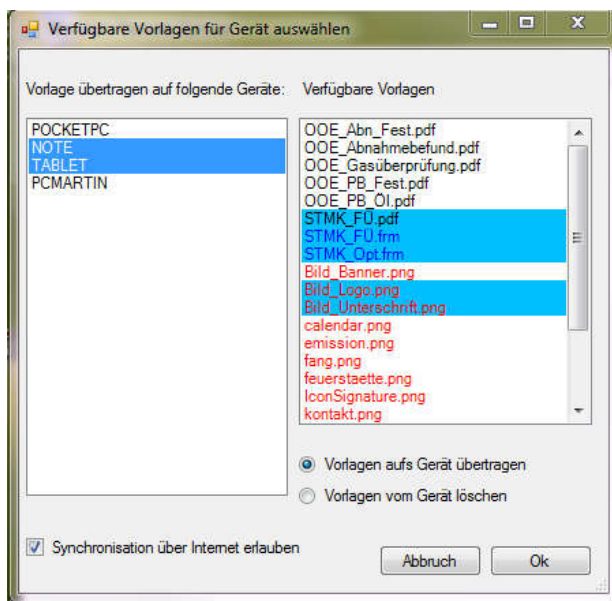 Verfügbare Vorlagen für Gerät auswählen
Vorlage übertragen auf folgende Geräte:
POCKETPC
NOTE
TABLET
PCMARTIN
Verfügbare Vorlagen
OOE_Abn_Fest.pdf
OOE_Abnahmebefund.pdf
OOE_Gasüberprüfung.pdf
OOE_PB_Fest.pdf
OOE_PB_Öl.pdf
STMK_FÜ.pdf
STMK_FÜ.frm
STMK_Opt.frm
Bild_Banner.png
Bild_Logo.png
Bild_Unterschrift.png
calendar.png
emission.png
fang.png
feuerstaette.png
IconSignature.png
kontakt.png
Vorlagen aufs Gerät übertragen
Vorlagen vom Gerät löschen
Synchronisation über Internet erlauben
Abbruch
Ok